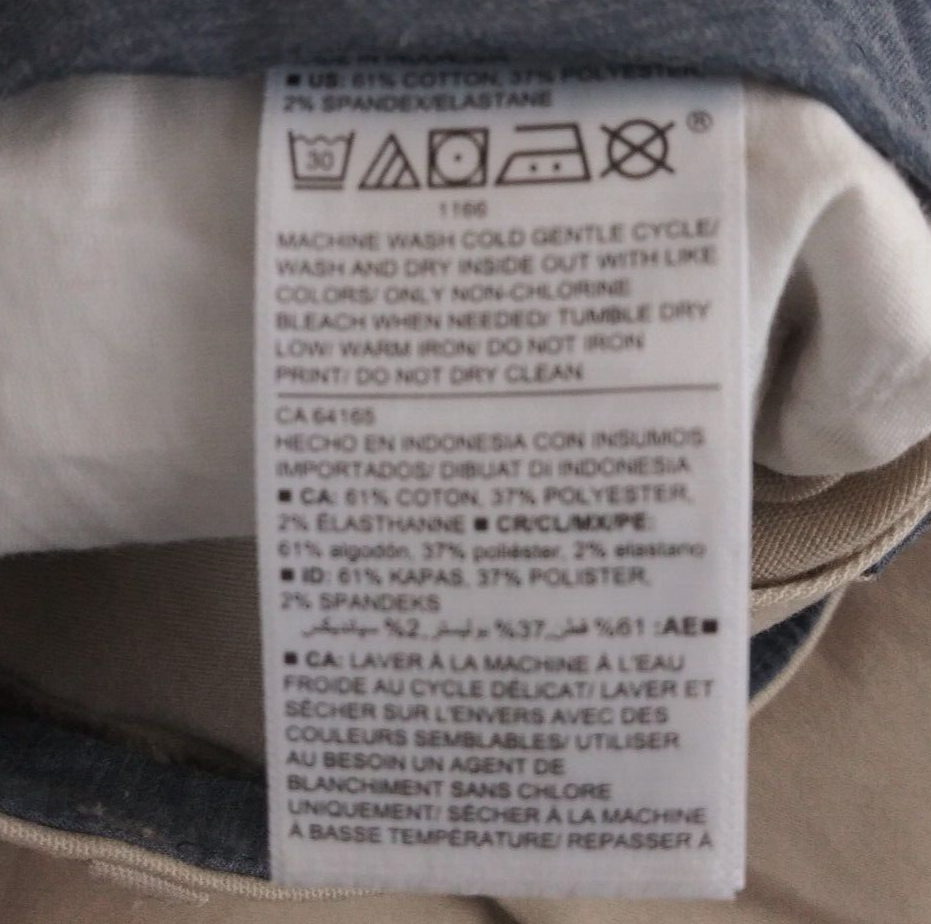 ■ US: 61% COTTON, 37% POLYESTER,
2% SPANDEX/ELASTANE
30
®
1166
MACHINE WASH COLD GENTLE CYCLE/
WASH AND DRY INSIDE OUT WITH LIKE
COLORS/ ONLY NON-CHLORINE
BLEACH WHEN NEEDED/ TUMBLE DRY
LOW/ WARM IRON/ DO NOT IRON
PRINT/ DO NOT DRY CLEAN
CA 64165
HECHO EN INDONESIA CON INSUMOS
IMPORTADOS/ DIBUAT DI INDONESIA
■ CA: 61% COTON, 37% POLYESTER,
2% ÉLASTHANNE ■ CR/CL/MX/PE:
61% algodón, 37% poliéster, 2% elastano
■ ID: 61% KAPAS, 37% POLISTER,
2% SPANDEKS
■AE: 61% قطن, 37% بوليستر, 2% سباندكس
■ CA: LAVER À LA MACHINE À L'EAU
FROIDE AU CYCLE DÉLICAT/ LAVER ET
SÉCHER SUR L'ENVERS AVEC DES
COULEURS SEMBLABLES/ UTILISER
AU BESOIN UN AGENT DE
BLANCHIMENT SANS CHLORE
UNIQUEMENT/ SÉCHER À LA MACHINE
À BASSE TEMPÉRATURE/ REPASSER À